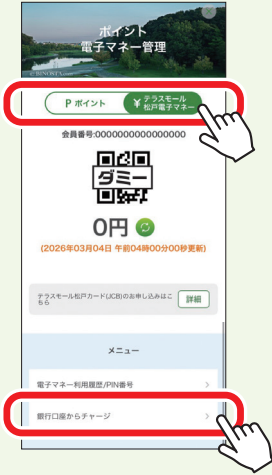 ポイント
電子マネー管理
© BINOSTA.com
P ポイント
¥ テラスモール
松戸電子マネー
会員番号:0000000000000000
ダミー
0円
(2026年03月04日 午前04時00分00秒更新)
テラスモール松戸カード(JCB)のお申し込みはこ
ちら
詳細
メニュー
電子マネー利用履歴/PIN番号
銀行口座からチャージ